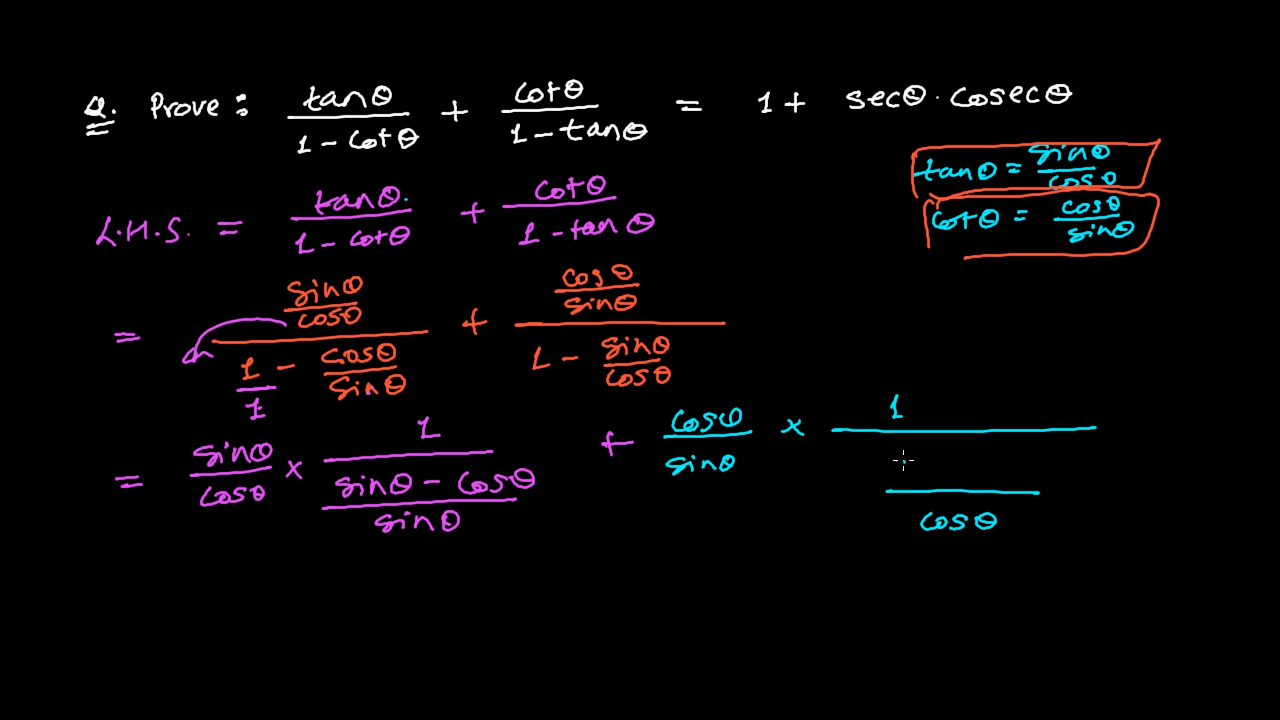 Q. Prove: tanθ/(1 - cotθ) + cotθ/(1 - tanθ) = 1 + secθ.cosecθ
tanθ = sinθ/cosθ
cotθ = cosθ/sinθ
L.H.S. = tanθ./(1 - cotθ) + cotθ/(1 - tanθ)
= (sinθ/cosθ)/(1/1 - cosθ/sinθ) + (cosθ/sinθ)/(1 - sinθ/cosθ)
= sinθ/cosθ × 1/((sinθ - cosθ)/sinθ) + cosθ/sinθ × 1/( /cosθ)